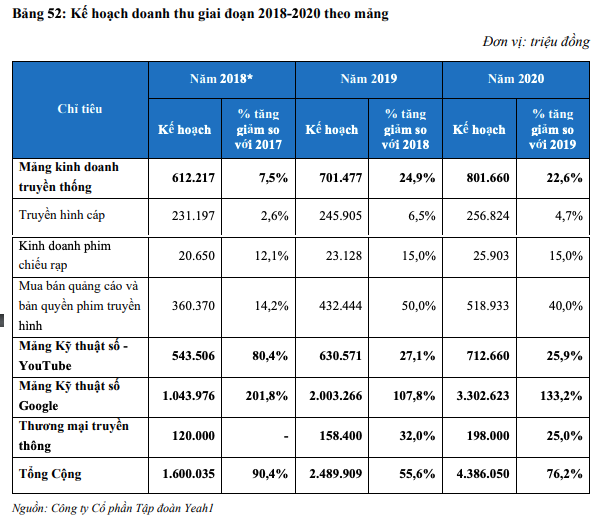 Bảng 52: Kế hoạch doanh thu giai đoạn 2018-2020 theo mảng
Đơn vị: triệu đồng
Chỉ tiêu
Năm 2018* Năm 2019 Năm 2020
Kế hoạch % tăng giảm so với 2017 Kế hoạch % tăng giảm so với 2018 Kế hoạch % tăng giảm so với 2019
Mảng kinh doanh
truyền thống 612.217 7,5% 701.477 24,9% 801.660 22,6%
Truyền hình cáp 231.197 2,6% 245.905 6,5% 256.824 4,7%
Kinh doanh phim
chiếu rạp 20.650 12,1% 23.128 15,0% 25.903 15,0%
Mua bán quảng cáo và
bản quyền phim truyền
hình 360.370 14,2% 432.444 50,0% 518.933 40,0%
Mảng Kỹ thuật số -
YouTube 543.506 80,4% 630.571 27,1% 712.660 25,9%
Mảng Kỹ thuật số
Google 1.043.976 201,8% 2.003.266 107,8% 3.302.623 133,2%
Thương mại truyền
thông 120.000 - 158.400 32,0% 198.000 25,0%
Tổng Cộng 1.600.035 90,4% 2.489.909 55,6% 4.386.050 76,2%
Nguồn: Công ty Cổ phần Tập đoàn Yeah1